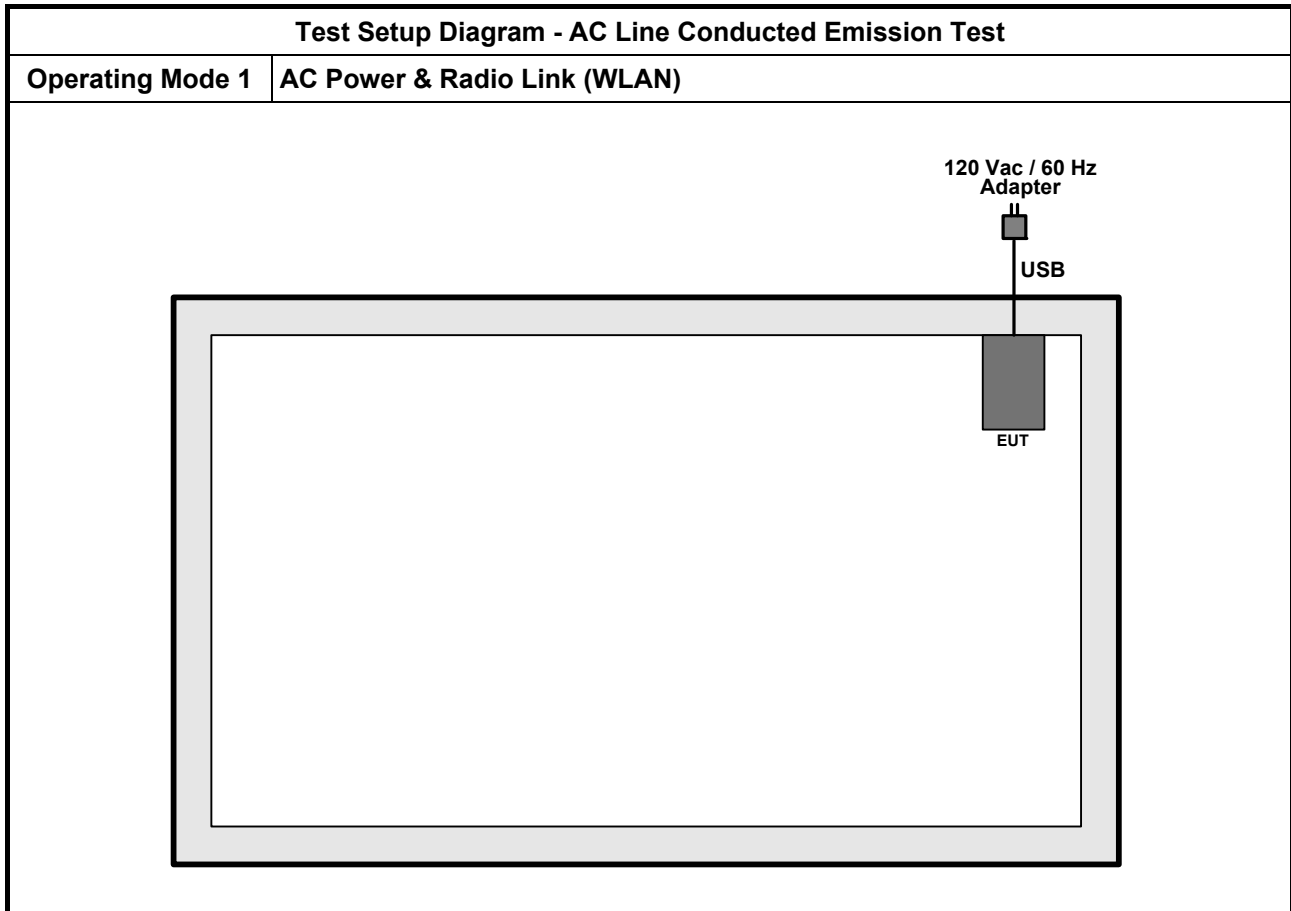 Test Setup Diagram - AC Line Conducted Emission Test
Operating Mode 1 AC Power & Radio Link (WLAN)
120 Vac / 60 Hz
Adapter
USB
EUT